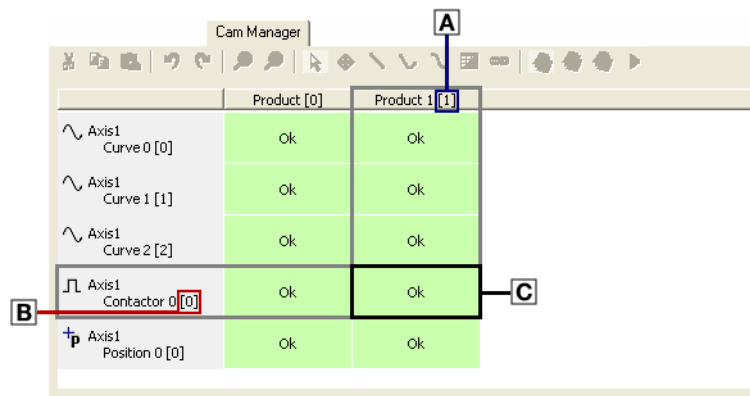 Cam Manager
A
Product [0] Product 1 [1]
Axis1
Curve 0 [0]
Ok Ok
Axis1
Curve 1 [1]
Ok Ok
Axis1
Curve 2 [2]
Ok Ok
Axis1
Contactor 0 [0]
Ok Ok
C
B
p Axis1
Position 0 [0]
Ok Ok